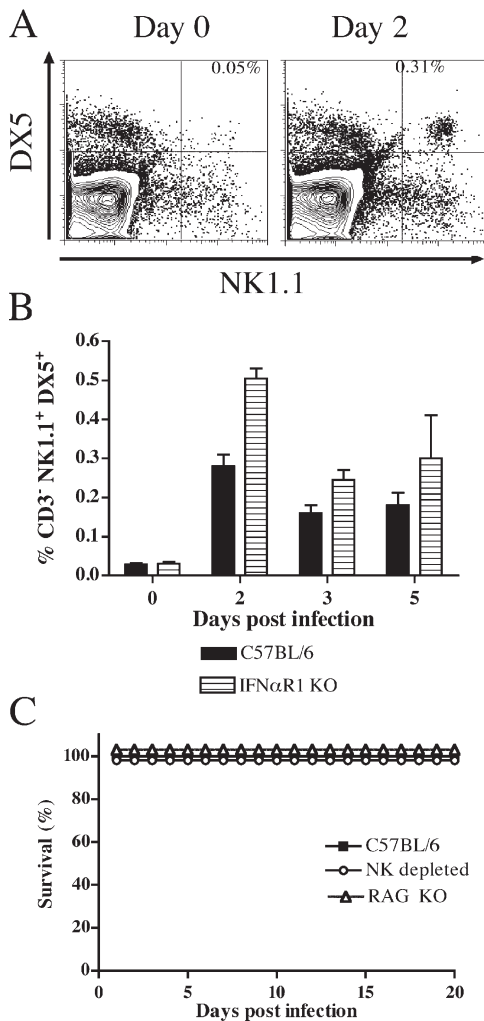 A
Day 0
Day 2
0.05%
0.31%
DX5
NK1.1
B
% CD3- NK1.1+ DX5+
0.6
0.5
0.4
0.3
0.2
0.1
0.0
0
2
3
5
Days post infection
C57BL/6
IFNαR1 KO
C
Survival (%)
100
80
60
40
20
0
0
5
10
15
20
C57BL/6
NK depleted
RAG KO
Days post infection